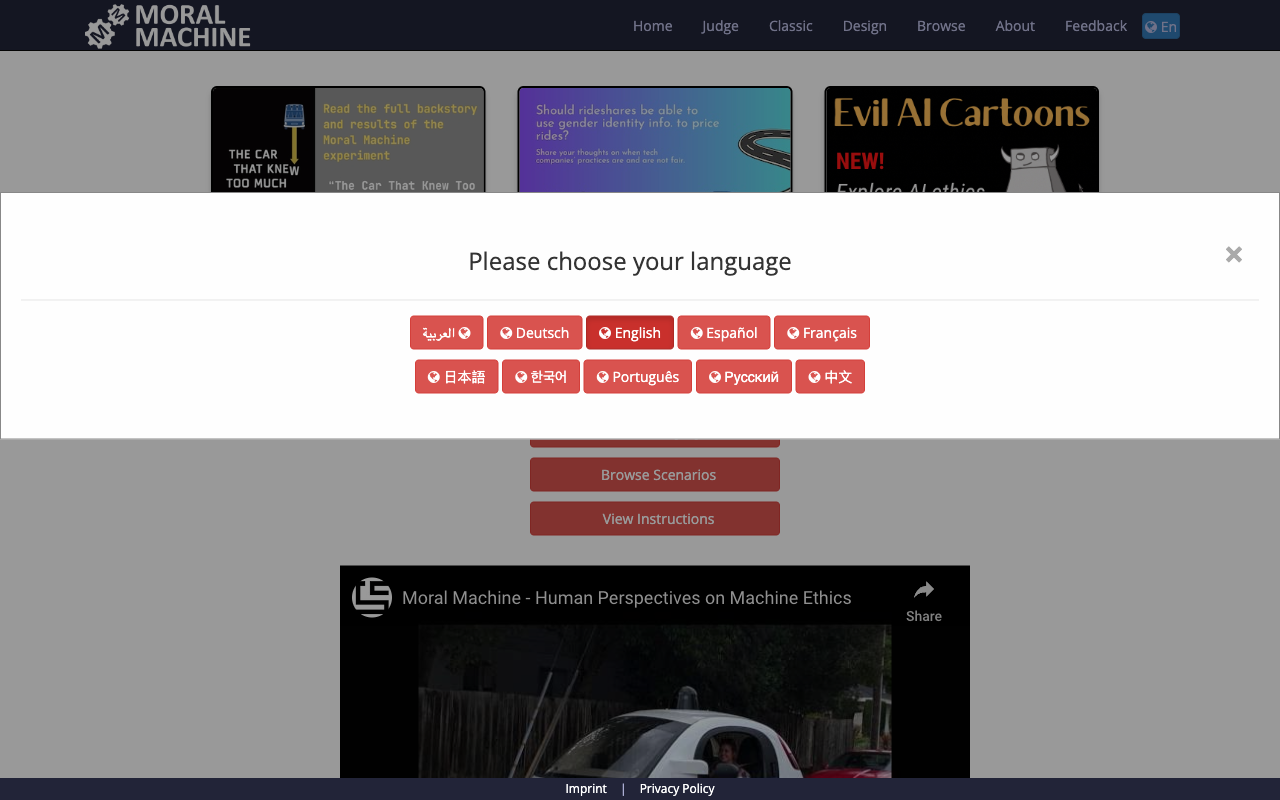 MORAL
MACHINE
Home Judge Classic Design Browse About Feedback En
Read the full backstory
and results of the
Moral Machine
experiment
THE CAR
THAT KNEW
TOO MUCH
"The Car That Knew Too
Should rideshares be able to
use gender identity info. to price
rides?
Share your thoughts on when tech
companies' practices are and are not fair.
Evil AI Cartoons
NEW!
Explore AI ethics
Please choose your language
×
العربية Deutsch English Español Français
日本語 한국어 Português Русский 中文
Browse Scenarios
View Instructions
Moral Machine - Human Perspectives on Machine Ethics
Share
Imprint | Privacy Policy